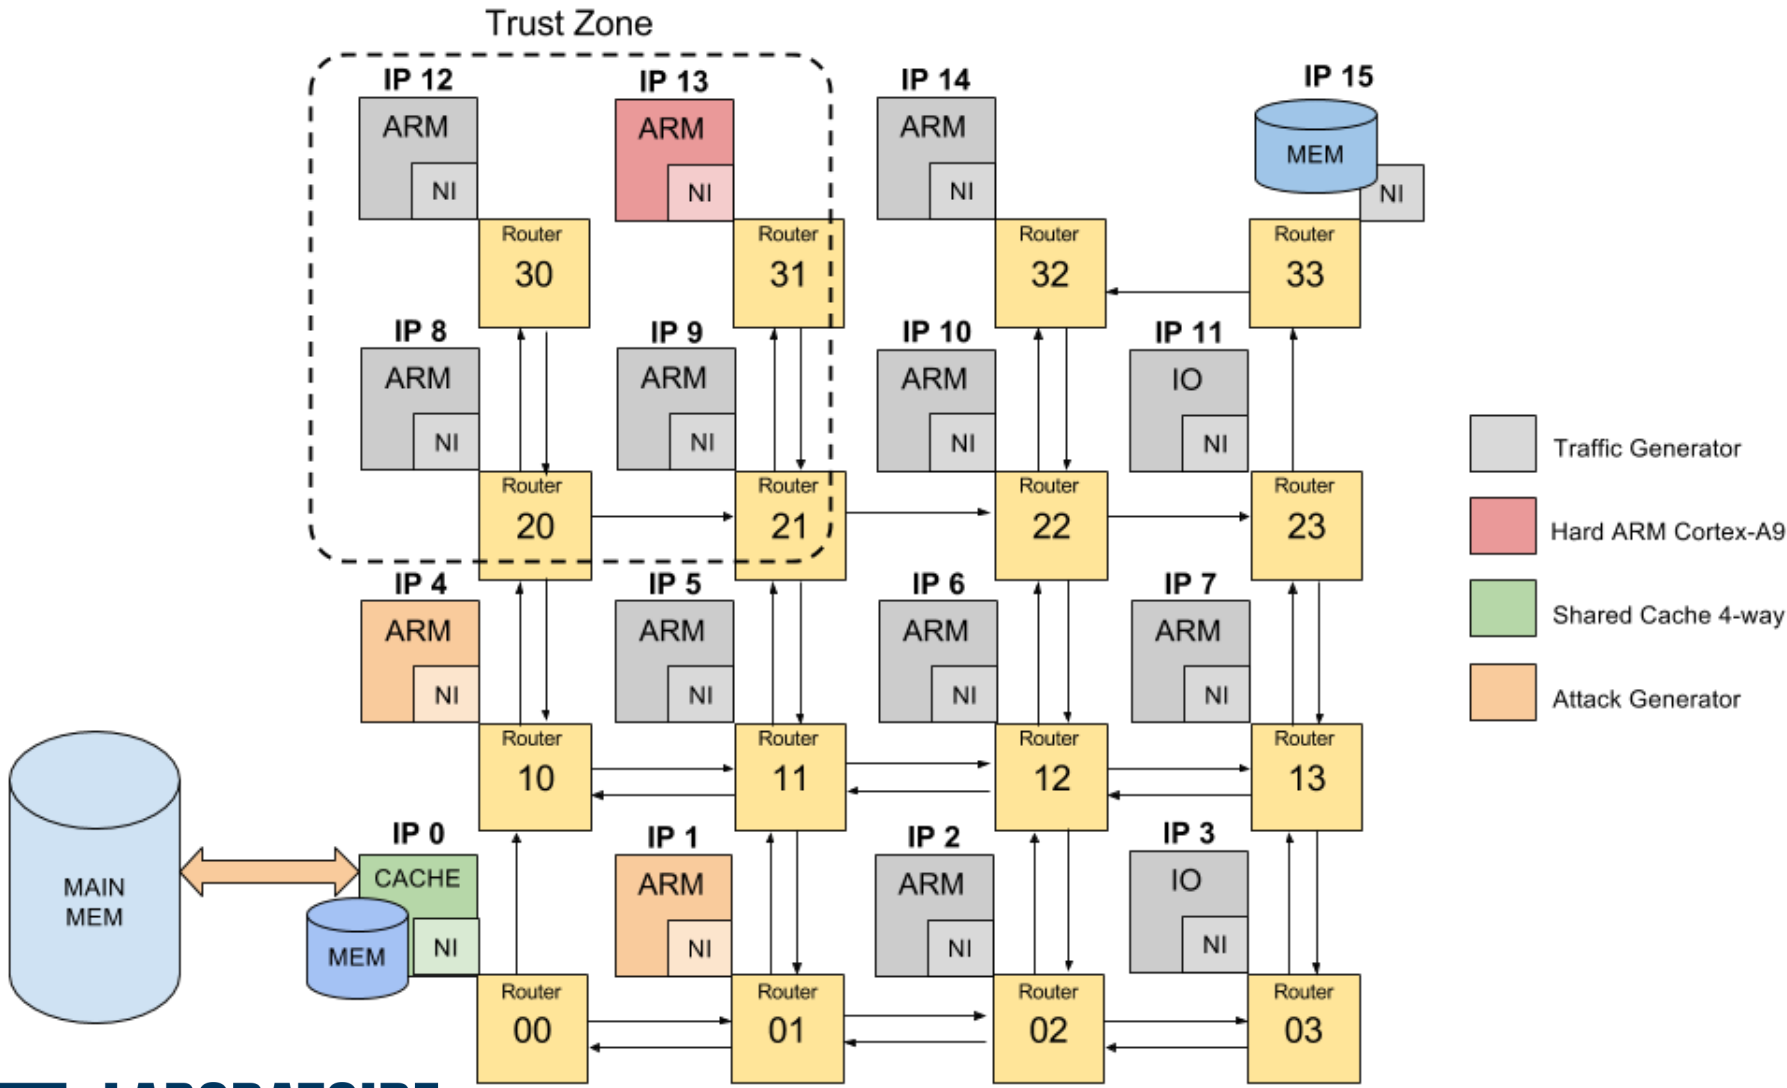 Trust Zone
IP 12
IP 13
IP 14
IP 15
ARM
ARM
ARM
MEM
NI
NI
NI
NI
Router
30
Router
31
Router
32
Router
33
IP 8
IP 9
IP 10
IP 11
ARM
ARM
ARM
IO
NI
NI
NI
NI
Router
20
Router
21
Router
22
Router
23
Traffic Generator
Hard ARM Cortex-A9
Shared Cache 4-way
Attack Generator
IP 4
IP 5
IP 6
IP 7
ARM
ARM
ARM
ARM
NI
NI
NI
NI
Router
10
Router
11
Router
12
Router
13
IP 0
IP 1
IP 2
IP 3
MAIN
MEM
CACHE
ARM
ARM
IO
MEM
NI
NI
NI
NI
Router
00
Router
01
Router
02
Router
03
LABORATOIRE